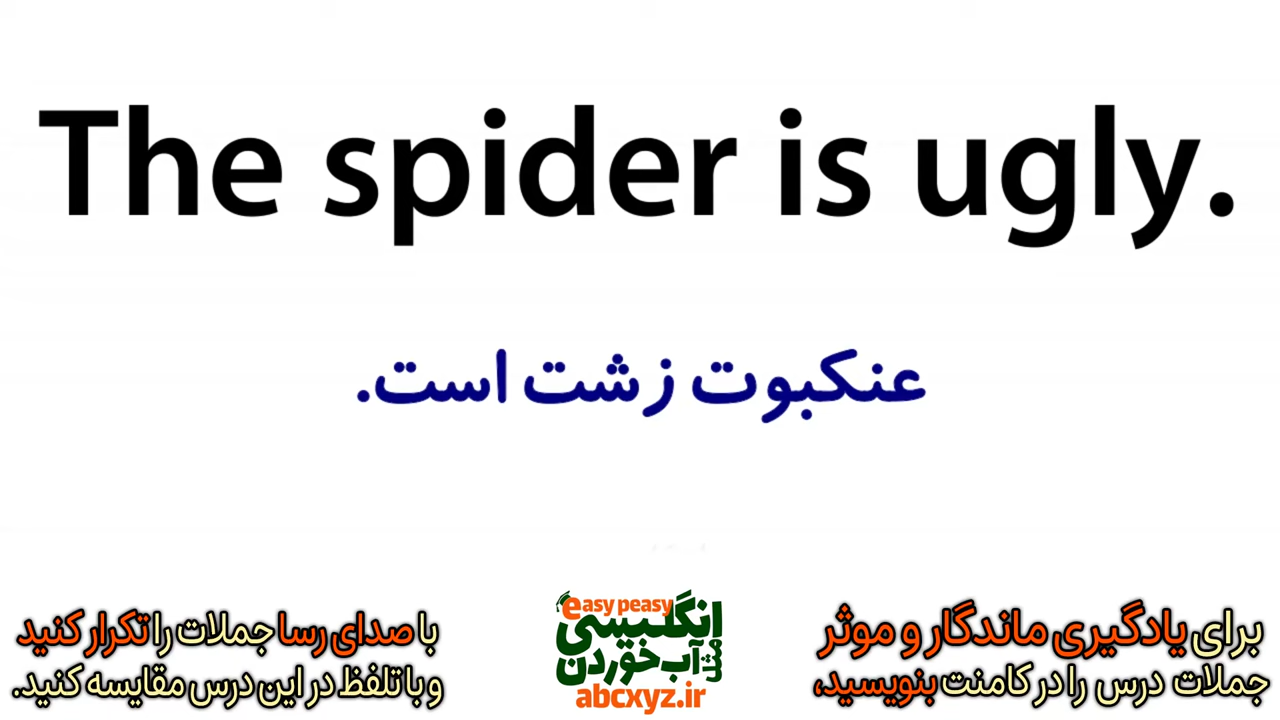 The spider is ugly.
عنکبوت زشت است.
برای یادگیری ماندگار و موثر
جملات درس را در کامنت بنویسید،
easy peasy
انگلیسی
مثل آب خوردن
abcxyz.ir
با صدای رسا جملات را تکرار کنید
و با تلفظ در این درس مقایسه کنید.